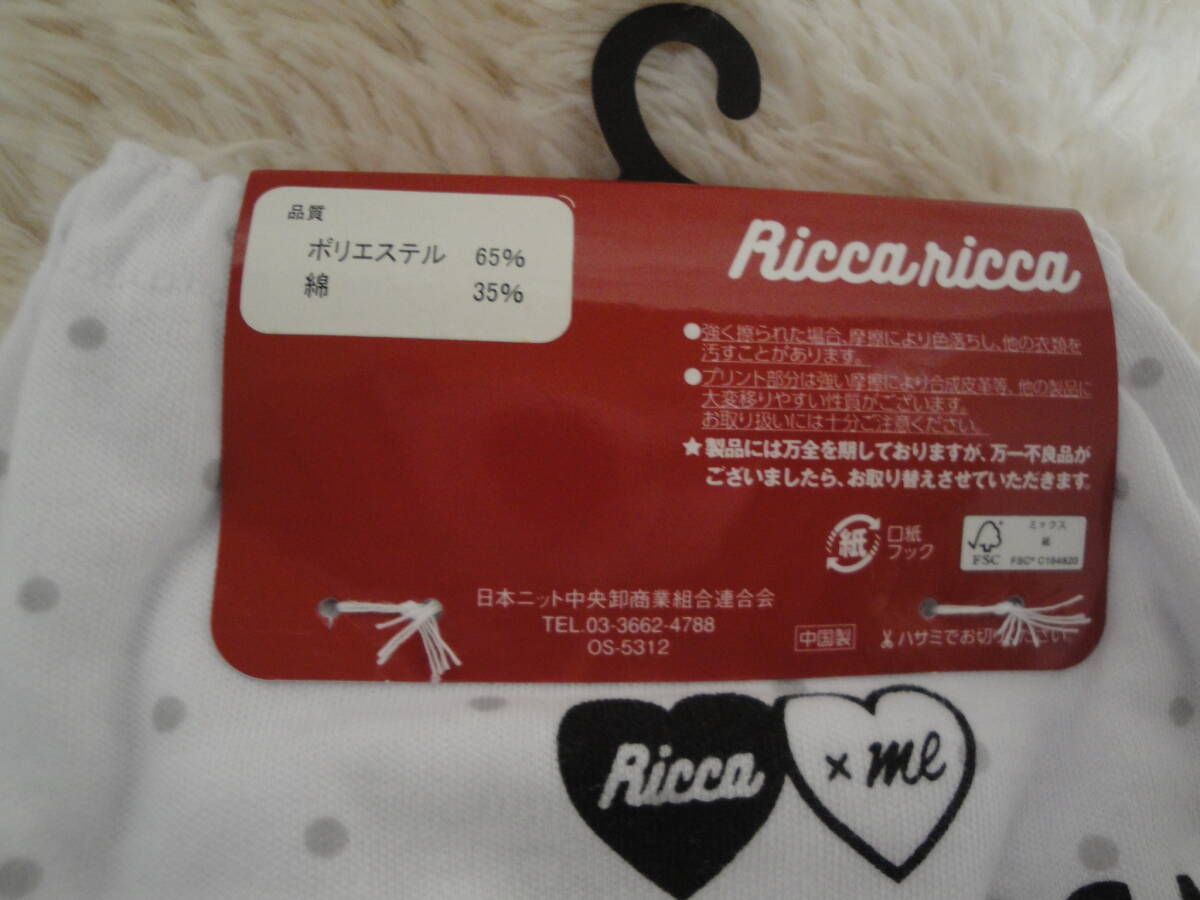 品質
ポリエステル 65%
綿 35%
Riccaricca
●強く擦られた場合、摩擦により色落ちし、他の衣類を
汚すことがあります。
●プリント部分は強い摩擦により合成皮革等、他の製品に
大変移りやすい性質がございます。
お取り扱いには十分ご注意ください。
★製品には万全を期しておりますが、万一不良品が
ございましたら、お取り替えさせていただきます。
紙
口紙
フック
FSC
ミックス
紙
FSC® C164820
日本ニット中央卸商業組合連合会
TEL.03-3662-4788
OS-5312
中国製
ハサミでお切りください
Ricca
× me